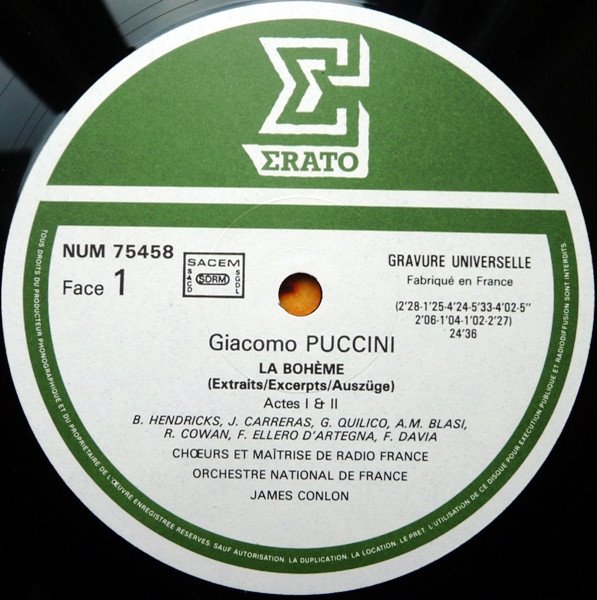 ΣRATO
NUM 75458
Face 1
SACEM
SACD
SDRM
SGDL
GRAVURE UNIVERSELLE
Fabriqué en France
(2'28-1'25-4'24-5'33-4'02-5"
2'06-1'04-1'02-2'27)
24'36
Giacomo PUCCINI
LA BOHÈME
(Extraits/Excerpts/Auszüge)
Actes I & II
B. HENDRICKS, J. CARRERAS, G. QUILICO, A.M. BLASI,
R. COWAN, F. ELLERO D'ARTEGNA, F. DAVIA
CHŒURS ET MAÎTRISE DE RADIO FRANCE
ORCHESTRE NATIONAL DE FRANCE
JAMES CONLON
TOUS DROITS DU PRODUCTEUR PHONOGRAPHIQUE ET DU PROPRIÉTAIRE DE L'ŒUVRE ENREGISTRÉE RÉSERVÉS. SAUF AUTORISATION. LA DUPLICATION. LA LOCATION. LE PRÊT. L'UTILISATION DE CE DISQUE POUR EXÉCUTION PUBLIQUE ET RADIODIFFUSION SONT INTERDITS.